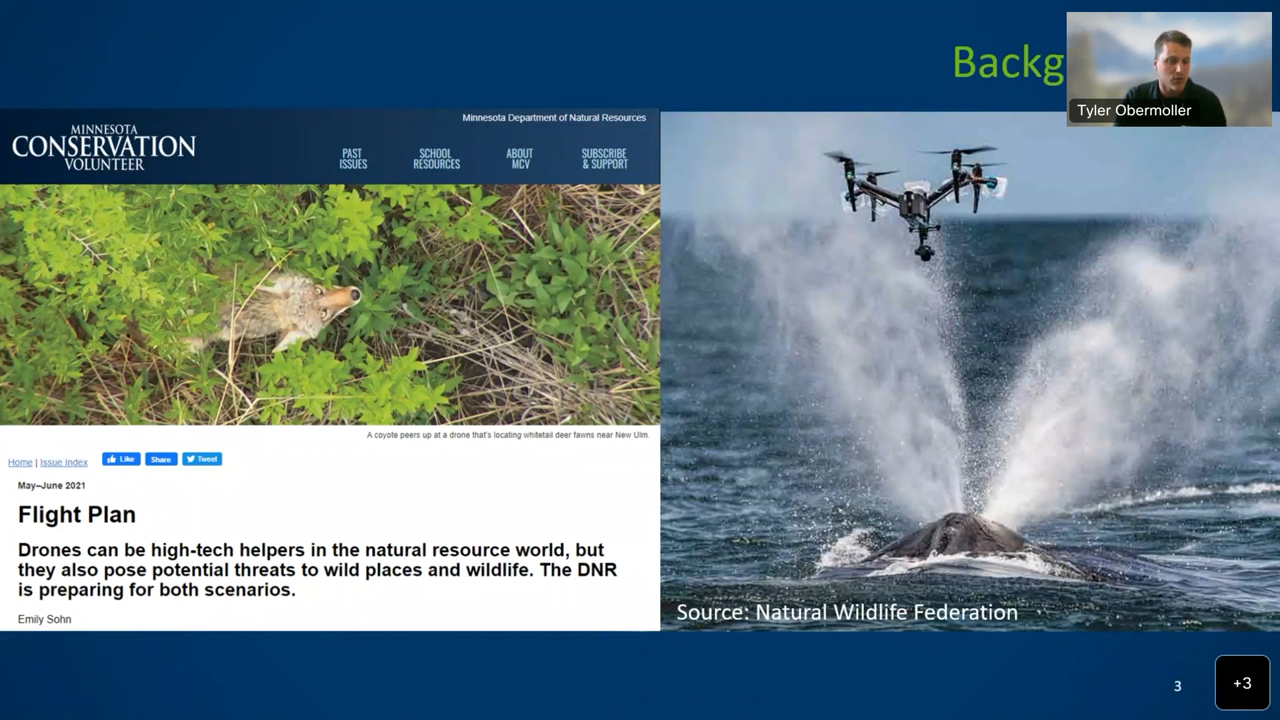 Backg
Tyler Obermoller
Minnesota Department of Natural Resources
MINNESOTA
CONSERVATION
VOLUNTEER
PAST
ISSUES
SCHOOL
RESOURCES
ABOUT
MCV
SUBSCRIBE
& SUPPORT
A coyote peers up at a drone that's locating whitetail deer fawns near New Ulm.
Home | Issue Index
Like
Share
Tweet
May–June 2021
Flight Plan
Drones can be high-tech helpers in the natural resource world, but
they also pose potential threats to wild places and wildlife. The DNR
is preparing for both scenarios.
Emily Sohn
Source: Natural Wildlife Federation
3
+3